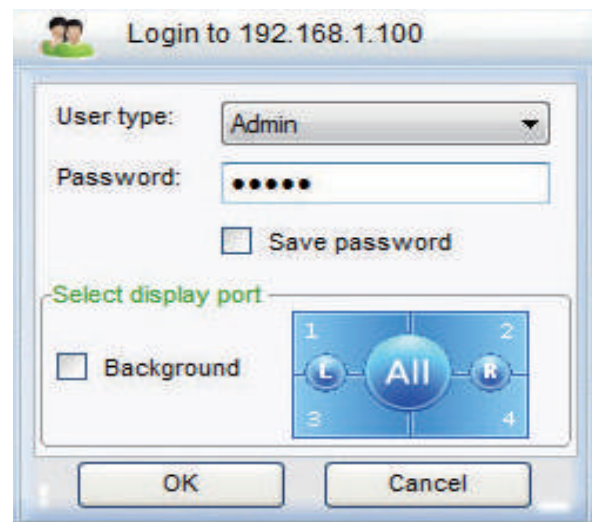 Login to 192.168.1.100
User type: Admin
Password: •••••
Save password
Select display port
1 2
Background L All R
3 4
OK Cancel